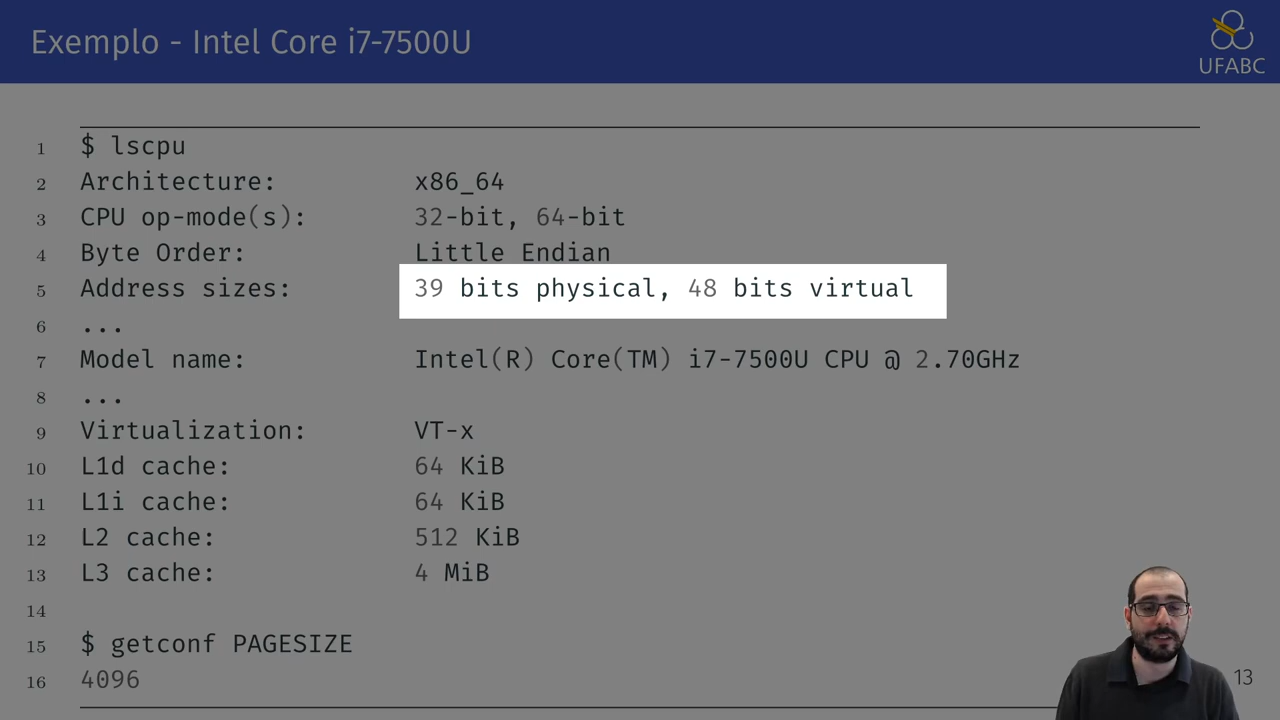 Exemplo - Intel Core i7-7500U
UFABC
1 $ lscpu
2 Architecture: x86_64
3 CPU op-mode(s): 32-bit, 64-bit
4 Byte Order: Little Endian
5 Address sizes: 39 bits physical, 48 bits virtual
6 ...
7 Model name: Intel(R) Core(TM) i7-7500U CPU @ 2.70GHz
8 ...
9 Virtualization: VT-x
10 L1d cache: 64 KiB
11 L1i cache: 64 KiB
12 L2 cache: 512 KiB
13 L3 cache: 4 MiB
14
15 $ getconf PAGESIZE
16 4096
13